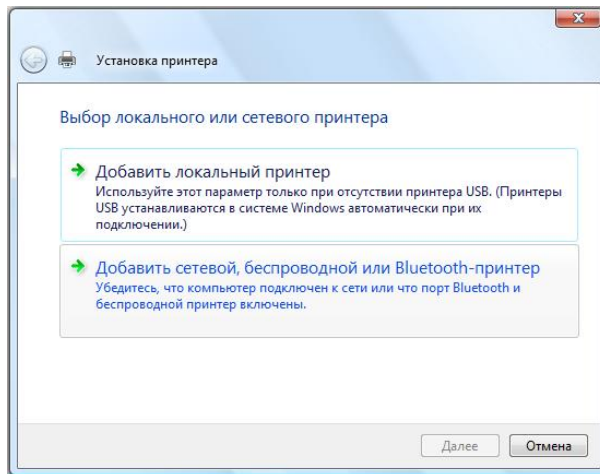 Установка принтера
Выбор локального или сетевого принтера
Добавить локальный принтер
Используйте этот параметр только при отсутствии принтера USB. (Принтеры
USB устанавливаются в системе Windows автоматически при их
подключении.)
Добавить сетевой, беспроводной или Bluetooth-принтер
Убедитесь, что компьютер подключен к сети или что порт Bluetooth и
беспроводной принтер включены.
Далее
Отмена